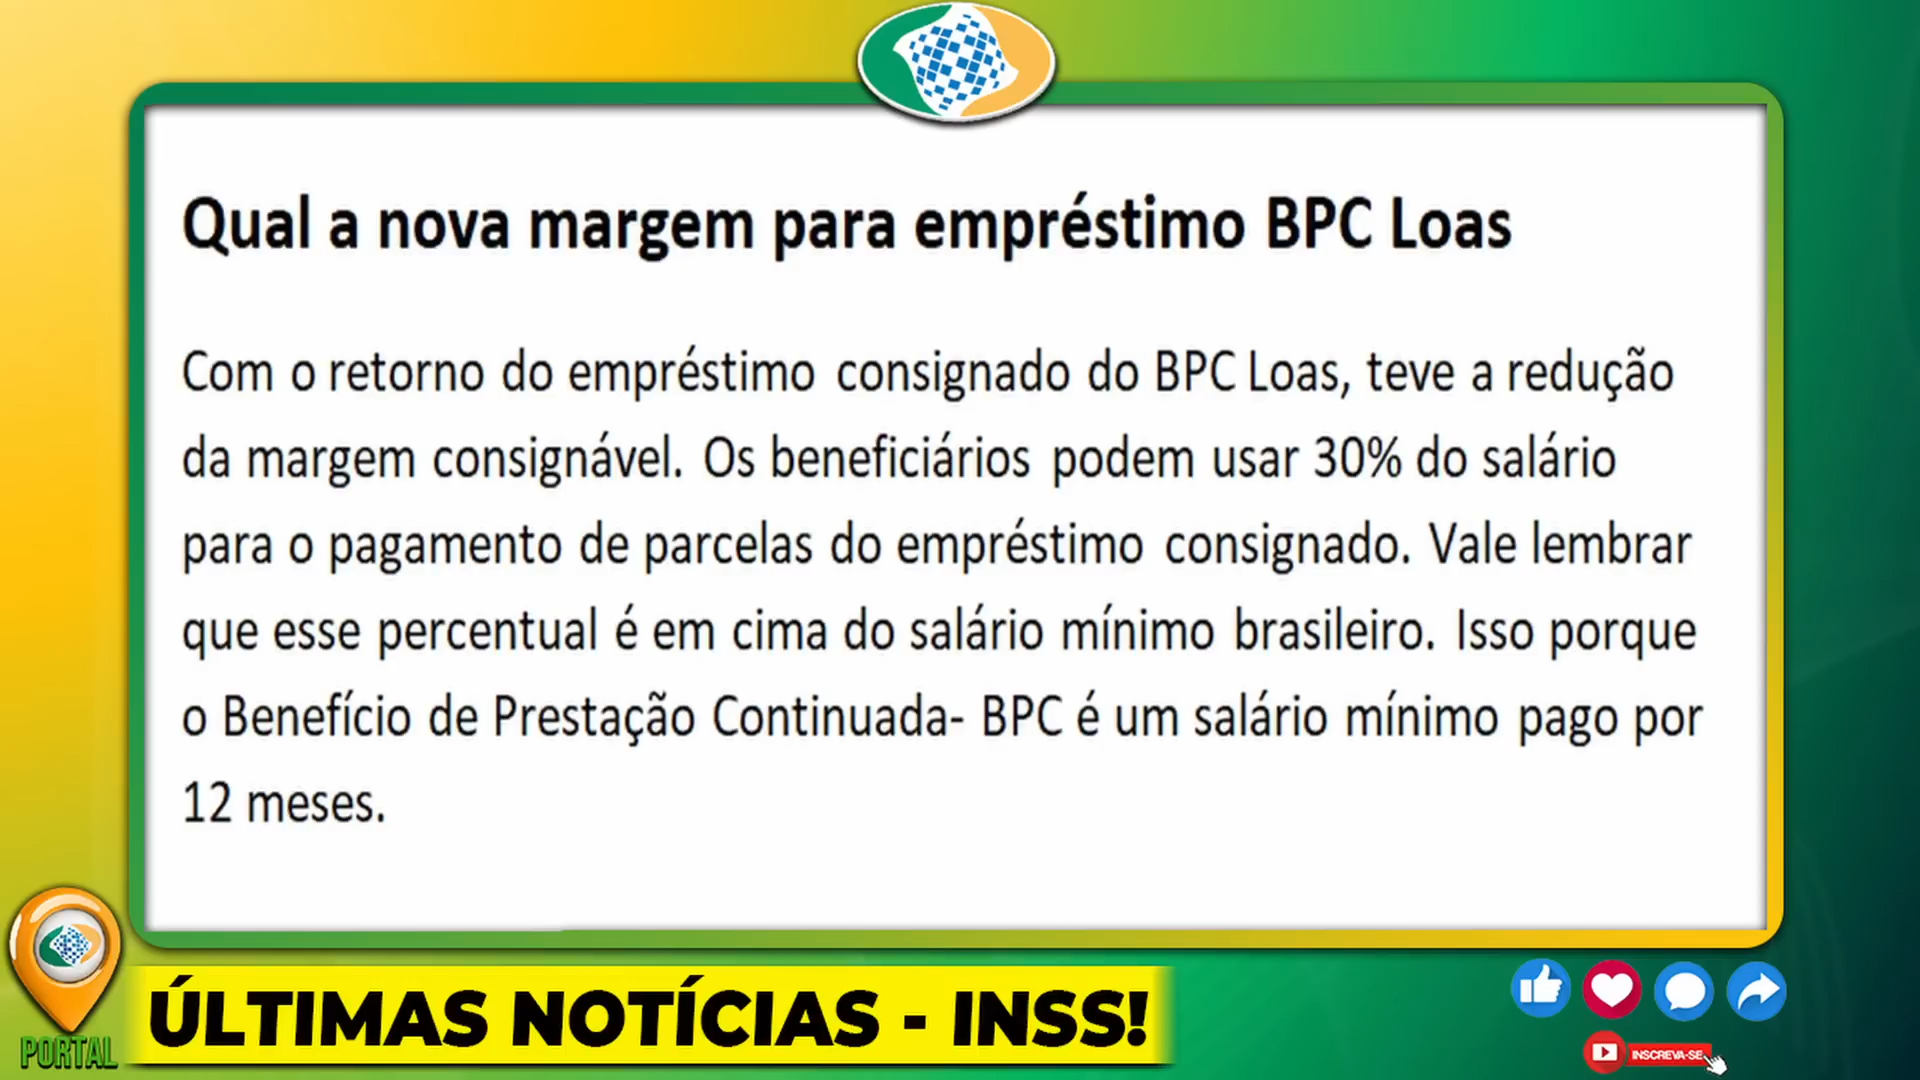 Qual a nova margem para empréstimo BPC Loas
Com o retorno do empréstimo consignado do BPC Loas, teve a redução
da margem consignável. Os beneficiários podem usar 30% do salário
para o pagamento de parcelas do empréstimo consignado. Vale lembrar
que esse percentual é em cima do salário mínimo brasileiro. Isso porque
o Benefício de Prestação Continuada- BPC é um salário mínimo pago por
12 meses.
ÚLTIMAS NOTÍCIAS - INSS!
PORTAL
INSCREVA-SE